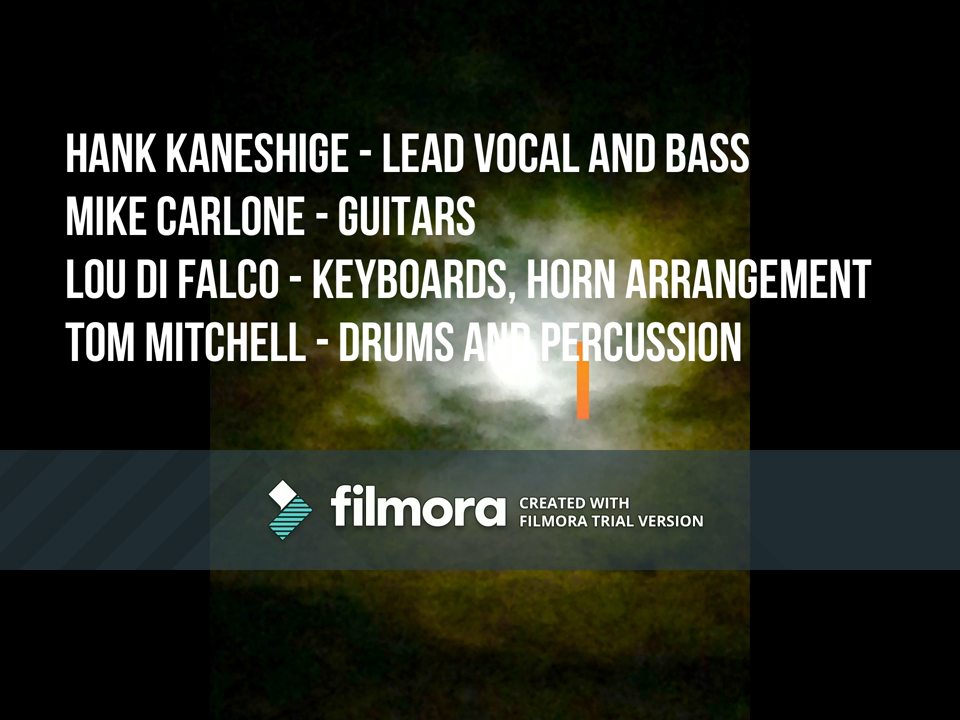 HANK KANESHIGE - LEAD VOCAL AND BASS
MIKE CARLONE - GUITARS
LOU DI FALCO - KEYBOARDS, HORN ARRANGEMENT
TOM MITCHELL - DRUMS AND PERCUSSION
filmora
CREATED WITH
FILMORA TRIAL VERSION